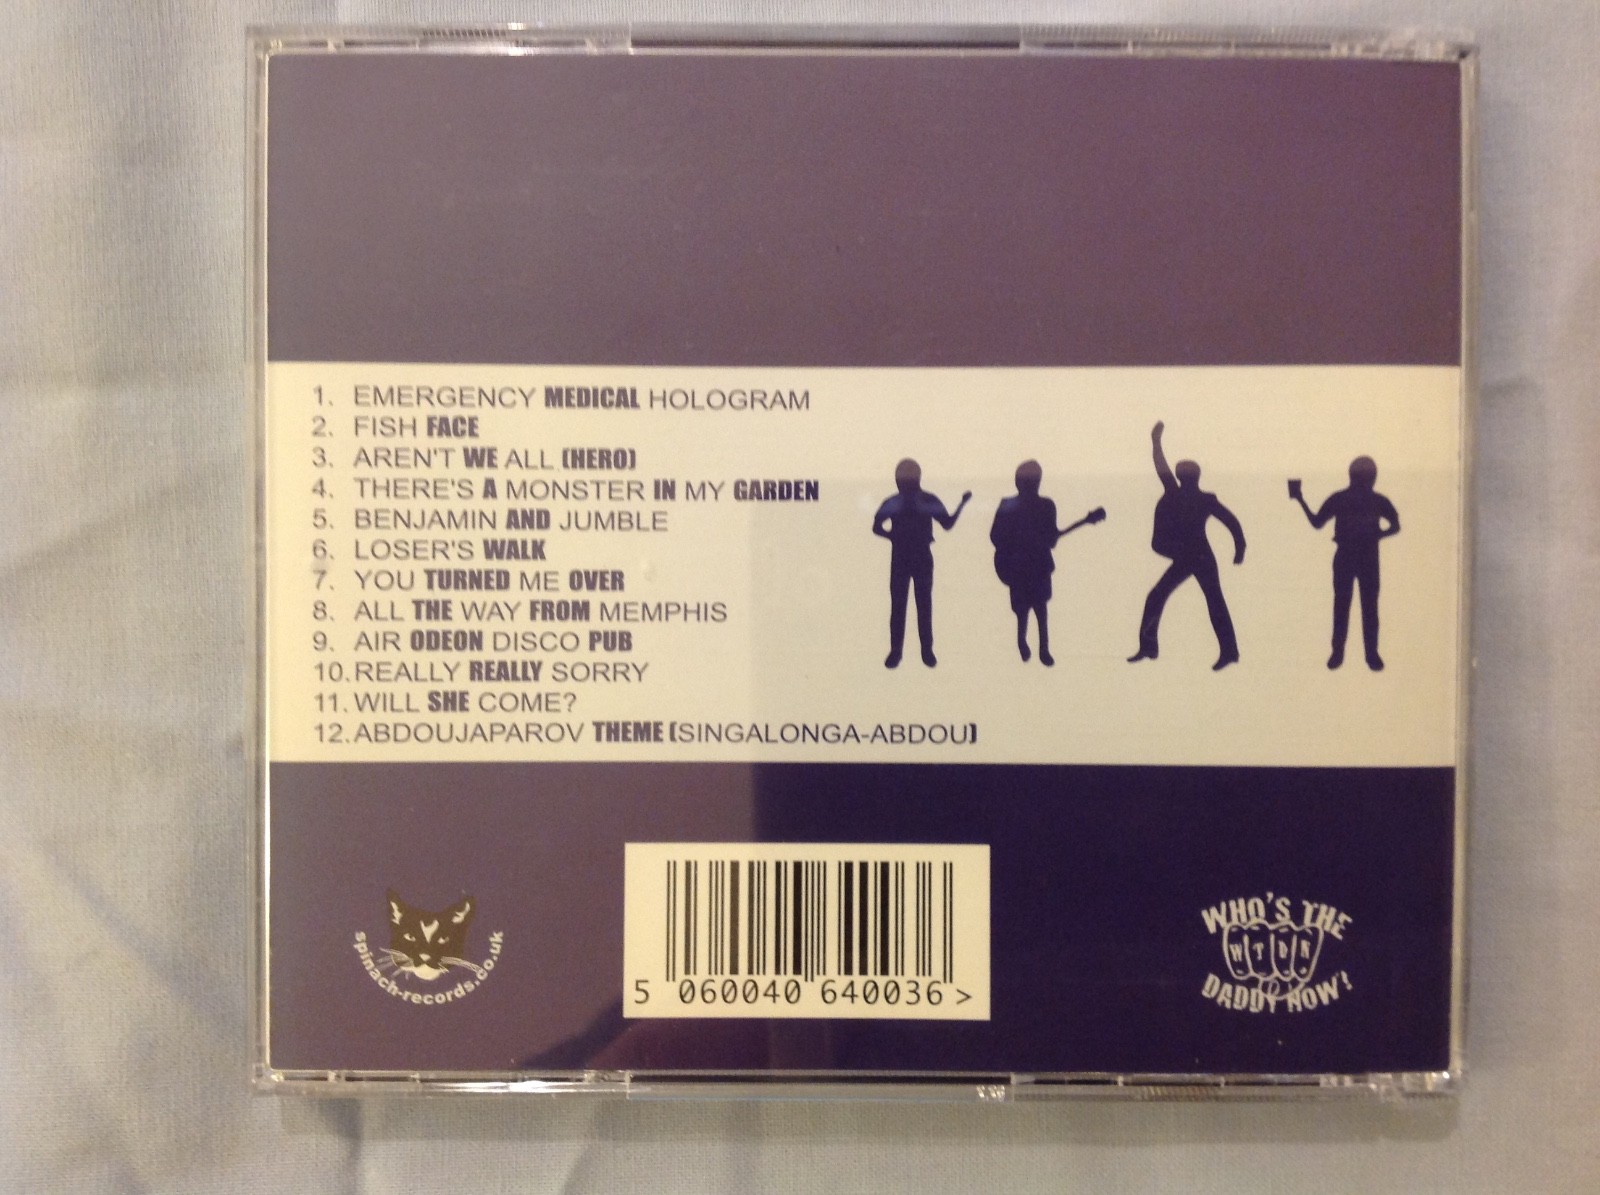 1. EMERGENCY MEDICAL HOLOGRAM
2. FISH FACE
3. AREN'T WE ALL (HERO)
4. THERE'S A MONSTER IN MY GARDEN
5. BENJAMIN AND JUMBLE
6. LOSER'S WALK
7. YOU TURNED ME OVER
8. ALL THE WAY FROM MEMPHIS
9. AIR ODEON DISCO PUB
10. REALLY REALLY SORRY
11. WILL SHE COME?
12. ABDOUJAPAROV THEME (SINGALONGA-ABDOU)
spinach-records.co.uk
5 060040 640036 >
WHO'S THE
WTDN
DADDY NOW?